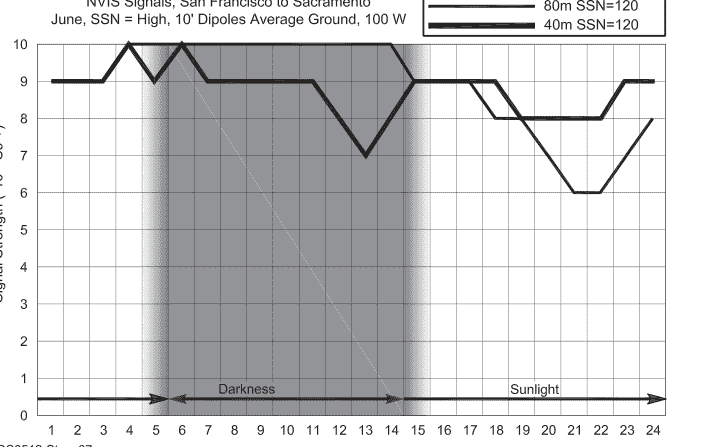 NVIS Signals, San Francisco to Sacramento
June, SSN = High, 10' Dipoles Average Ground, 100 W
80m SSN=120
40m SSN=120
10
9
8
7
6
5
4
3
2
1
0
Darkness
Sunlight
1 2 3 4 5 6 7 8 9 10 11 12 13 14 15 16 17 18 19 20 21 22 23 24